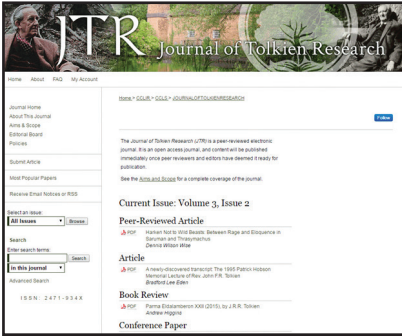 JTR Journal of Tolkien Research
Home About FAQ My Account
Home > CCLIR > CCLS > JOURNALOFTOLKIENRESEARCH
Journal Home
About This Journal
Aims & Scope
Editorial Board
Policies
Submit Article
Most Popular Papers
Receive Email Notices or RSS
Select an issue:
All Issues Browse
Search
Enter search terms:
Search
in this journal
Advanced Search
ISSN: 2471-934X
Follow
The Journal of Tolkien Research (JTR) is a peer-reviewed electronic
journal. It is an open access journal, and content will be published
immediately once peer reviewers and editors have deemed it ready for
publication.
See the Aims and Scope for a complete coverage of the journal.
Current Issue: Volume 3, Issue 2
Peer-Reviewed Article
PDF Harken Not to Wild Beasts: Between Rage and Eloquence in
Saruman and Thrasymachus
Dennis Wilson Wise
Article
PDF A newly-discovered transcript: The 1995 Patrick Hobson
Memorial Lecture of Rev. John F.R. Tolkien
Bradford Lee Eden
Book Review
PDF Parma Eldalamberon XXII (2015), by J.R.R. Tolkien
Andrew Higgins
Conference Paper